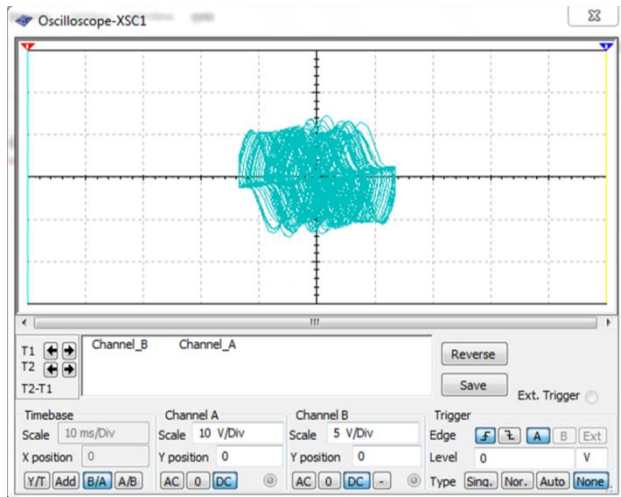 Oscilloscope-XSC1
T1
T2
T2-T1
Channel_B Channel_A
Reverse
Save
Ext. Trigger
Timebase
Scale 10 ms/Div
X position 0
Y/T Add B/A A/B
Channel A
Scale 10 V/Div
Y position 0
AC 0 DC
Channel B
Scale 5 V/Div
Y position 0
AC 0 DC -
Trigger
Edge A B Ext
Level 0 V
Type Sing. Nor. Auto None